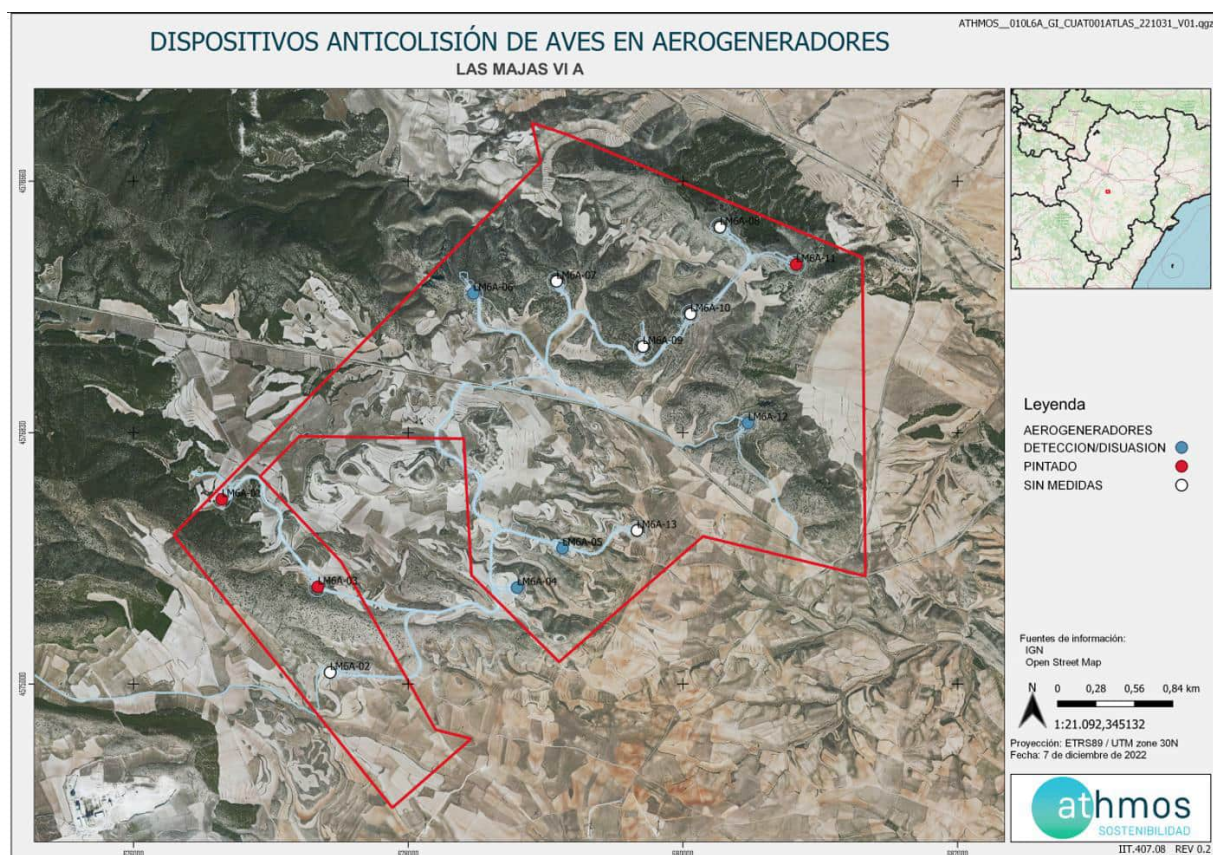 ATHMOS__010L6A_GI_CUAT001ATLAS_221031_V01.qgz
DISPOSITIVOS ANTICOLISIÓN DE AVES EN AEROGENERADORES
LAS MAJAS VI A
LM6A-08
LM6A-11
LM6A-07
LM6A-06
LM6A-10
LM6A-09
LM6A-12
LM6A-13
LM6A-05
LM6A-03
LM6A-04
LM6A-02
Leyenda
AEROGENERADORES
DETECCION/DISUASION
PINTADO
SIN MEDIDAS
Fuentes de información:
IGN
Open Street Map
N
0 0,28 0,56 0,84 km
1:21.092,345132
Proyección: ETRS89 / UTM zone 30N
Fecha: 7 de diciembre de 2022
athmos
SOSTENIBILIDAD
IIT.407.08 REV 0.2